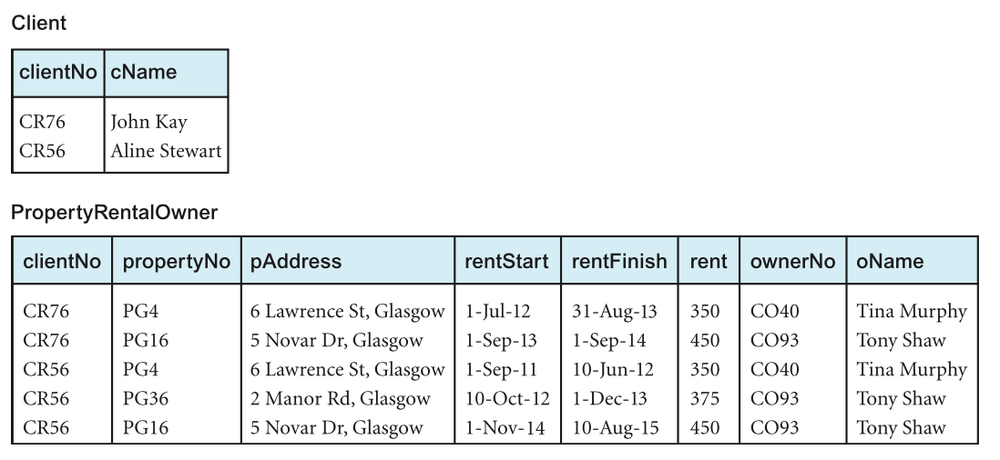 Client
clientNo cName
CR76 John Kay
CR56 Aline Stewart
PropertyRentalOwner
clientNo propertyNo pAddress rentStart rentFinish rent ownerNo oName
CR76 PG4 6 Lawrence St, Glasgow 1-Jul-12 31-Aug-13 350 CO40 Tina Murphy
CR76 PG16 5 Novar Dr, Glasgow 1-Sep-13 1-Sep-14 450 CO93 Tony Shaw
CR56 PG4 6 Lawrence St, Glasgow 1-Sep-11 10-Jun-12 350 CO40 Tina Murphy
CR56 PG36 2 Manor Rd, Glasgow 10-Oct-12 1-Dec-13 375 CO93 Tony Shaw
CR56 PG16 5 Novar Dr, Glasgow 1-Nov-14 10-Aug-15 450 CO93 Tony Shaw